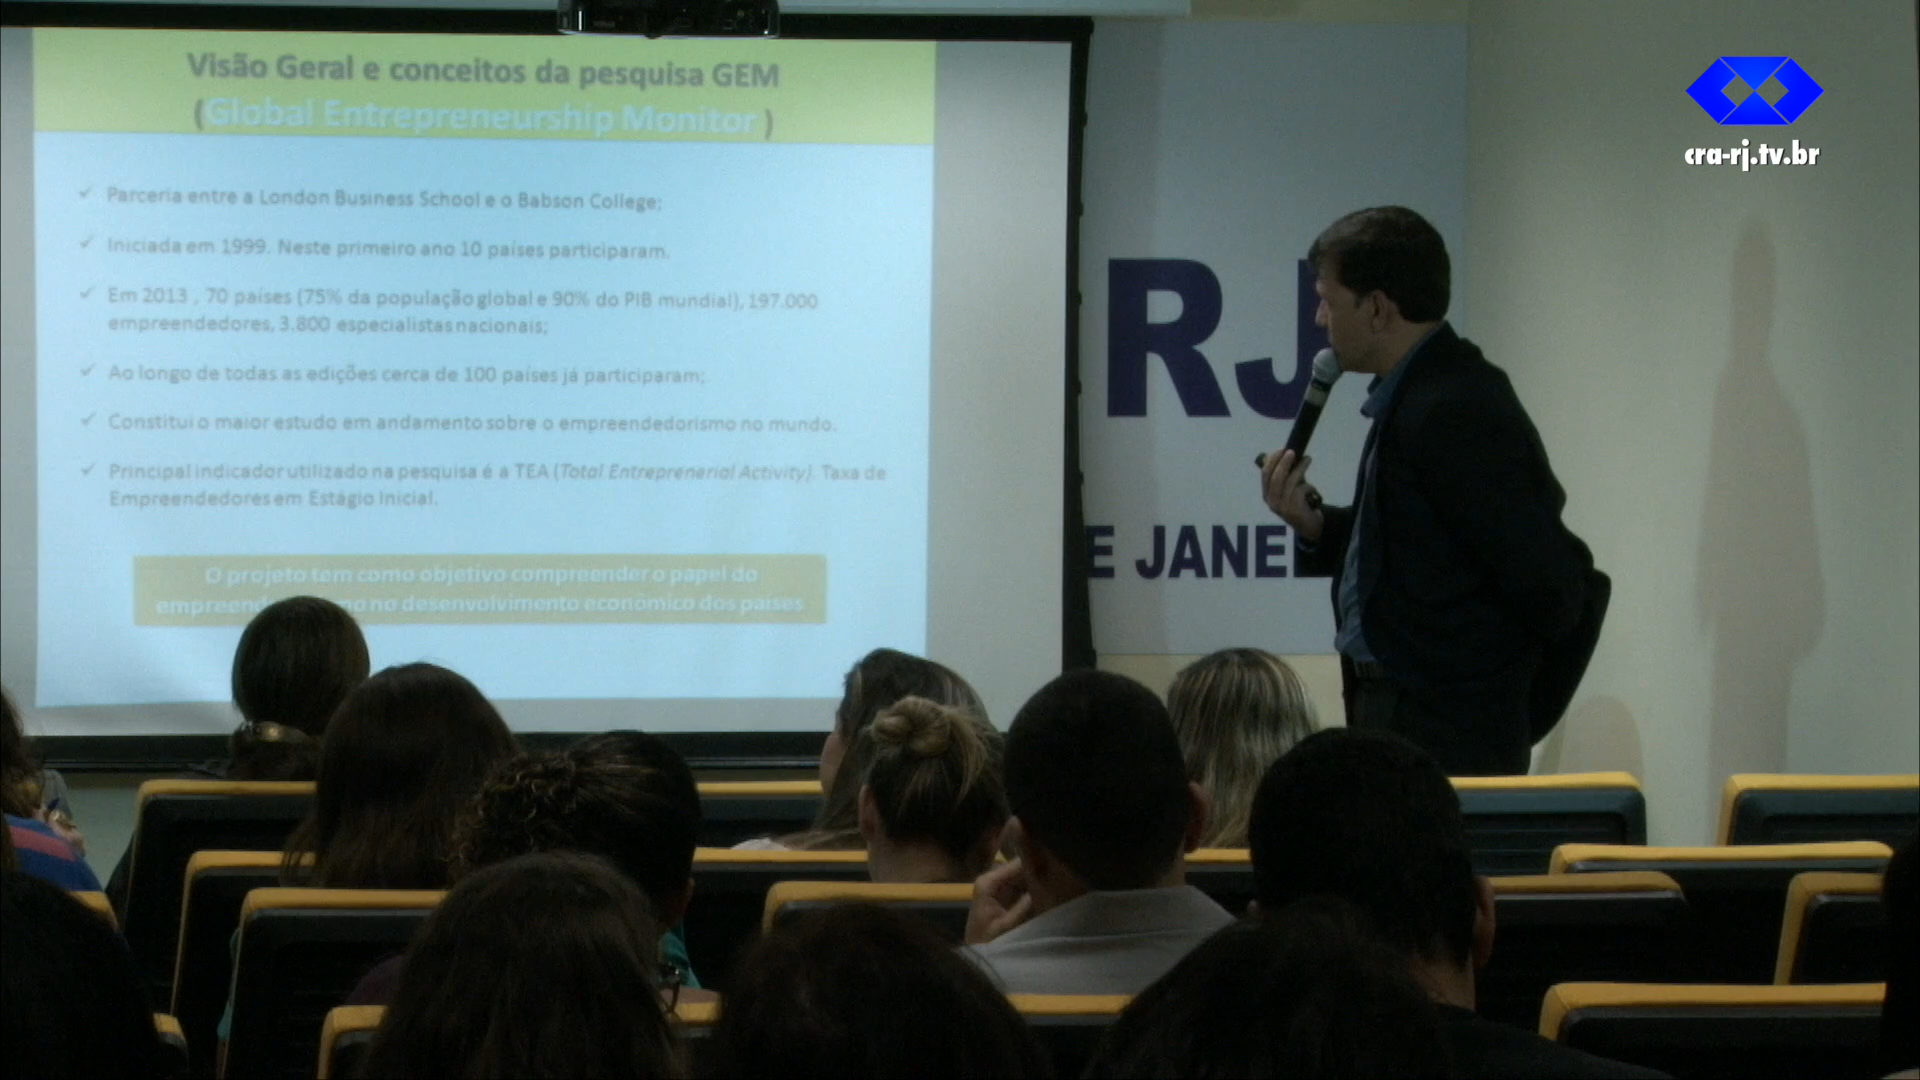 Visão Geral e conceitos da pesquisa GEM
(Global Entrepreneurship Monitor )
✓ Parceria entre a London Business School e o Babson College;
✓ Iniciada em 1999. Neste primeiro ano 10 países participaram.
✓ Em 2013 , 70 países (75% da população global e 90% do PIB mundial), 197.000
empreendedores, 3.800 especialistas nacionais;
✓ Ao longo de todas as edições cerca de 100 países já participaram;
✓ Constitui o maior estudo em andamento sobre o empreendedorismo no mundo.
✓ Principal indicador utilizado na pesquisa é a TEA (Total Entreprenerial Activity). Taxa de
Empreendedores em Estágio Inicial.
O projeto tem como objetivo compreender o papel do
no desenvolvimento econômico dos países
RJ
E JANE
cra-rj.tv.br